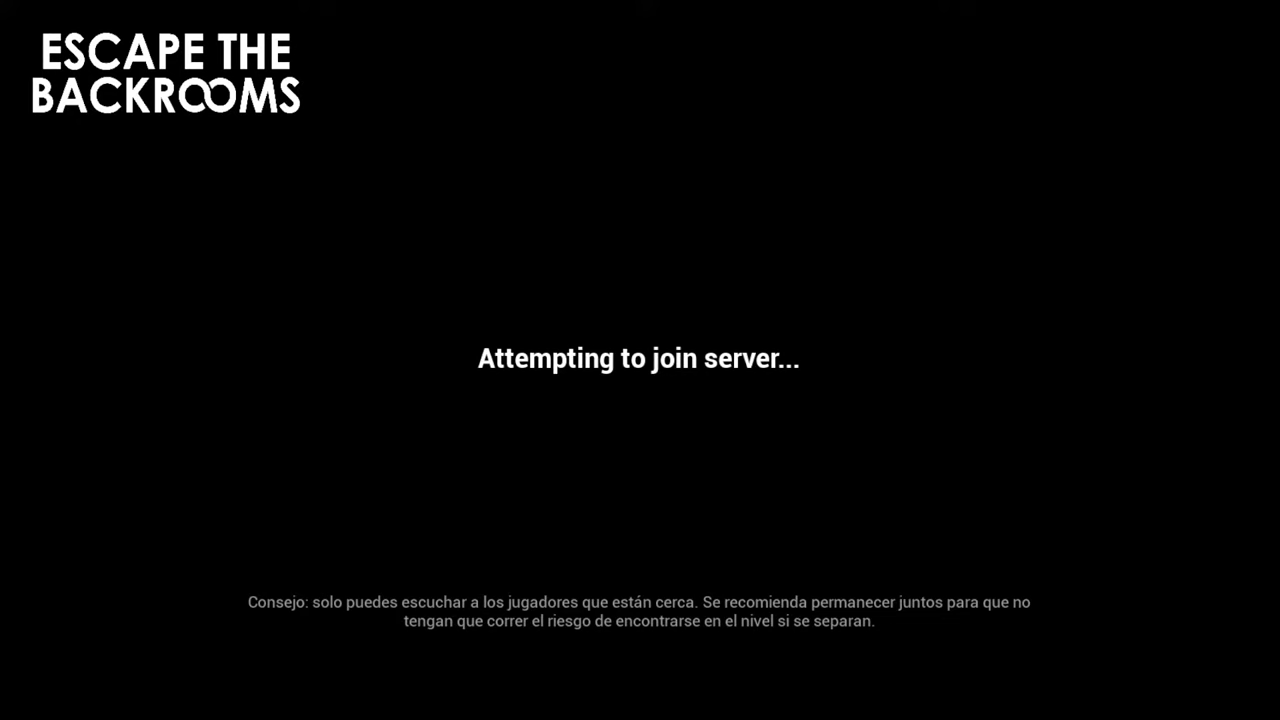 ESCAPE THE
BACKROOMS
Attempting to join server...
Consejo: solo puedes escuchar a los jugadores que están cerca. Se recomienda permanecer juntos para que no
tengan que correr el riesgo de encontrarse en el nivel si se separan.